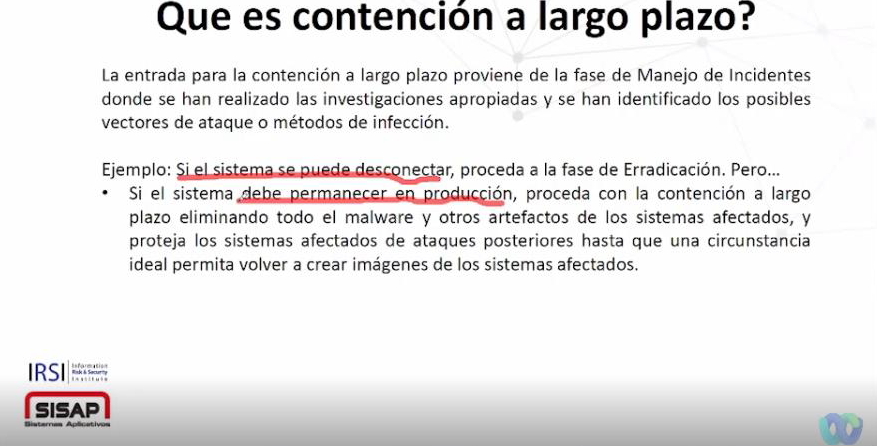 Que es contención a largo plazo?
La entrada para la contención a largo plazo proviene de la fase de Manejo de Incidentes
donde se han realizado las investigaciones apropiadas y se han identificado los posibles
vectores de ataque o métodos de infección.
Ejemplo: Si el sistema se puede desconectar, proceda a la fase de Erradicación. Pero...
• Si el sistema debe permanecer en producción, proceda con la contención a largo
plazo eliminando todo el malware y otros artefactos de los sistemas afectados, y
proteja los sistemas afectados de ataques posteriores hasta que una circunstancia
ideal permita volver a crear imágenes de los sistemas afectados.
IRSI
Information
Risk & Security
Institute
SISAP
Sistemas Aplicativos